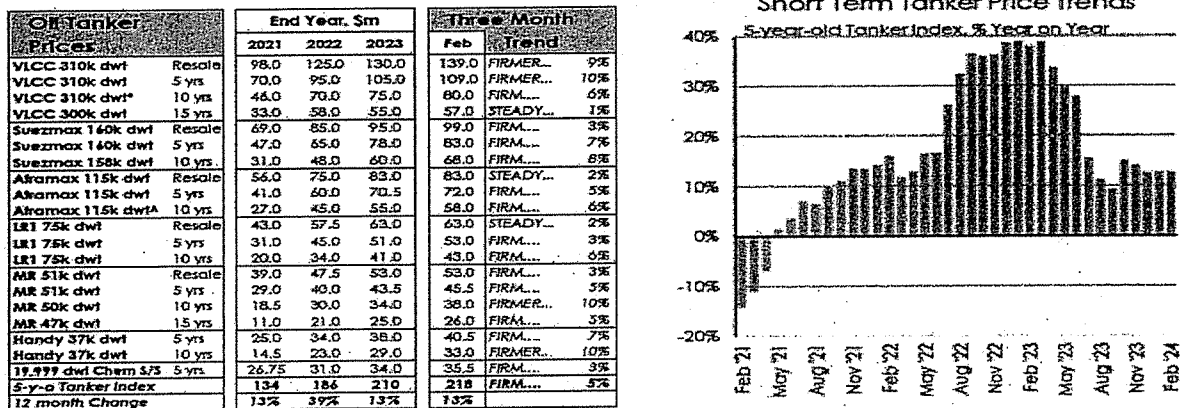 Oil Tanker Prices
End Year, $m
Three Month Trend
2021 2022 2023 Feb
VLCC 310k dwt Resale 98.0 125.0 130.0 139.0 FIRMER... 9%
VLCC 310k dwt 5 yrs 70.0 95.0 105.0 109.0 FIRMER... 10%
VLCC 310k dwt* 10 yrs 46.0 70.0 75.0 80.0 FIRM.... 6%
VLCC 300k dwt 15 yrs 33.0 58.0 55.0 57.0 STEADY... 1%
Suezmax 160k dwt Resale 69.0 85.0 95.0 99.0 FIRM.... 3%
Suezmax 160k dwt 5 yrs 47.0 65.0 78.0 83.0 FIRM.... 7%
Suezmax 158k dwt 10 yrs 31.0 48.0 60.0 68.0 FIRM.... 8%
Aframax 115k dwt Resale 56.0 75.0 83.0 83.0 STEADY... 2%
Aframax 115k dwt 5 yrs 41.0 60.0 70.5 72.0 FIRM.... 5%
Aframax 115k dwt^ 10 yrs 27.0 45.0 55.0 58.0 FIRM.... 6%
LR1 75k dwt Resale 43.0 57.5 63.0 63.0 STEADY... 2%
LR1 75k dwt 5 yrs 31.0 45.0 51.0 53.0 FIRM.... 3%
LR1 75k dwt 10 yrs 20.0 34.0 41.0 43.0 FIRM.... 6%
MR 51k dwt Resale 39.0 47.5 53.0 53.0 FIRM.... 3%
MR 51k dwt 5 yrs 29.0 40.0 43.5 45.5 FIRM.... 5%
MR 50k dwt 10 yrs 18.5 30.0 34.0 38.0 FIRMER... 10%
MR 47k dwt 15 yrs 11.0 21.0 25.0 26.0 FIRM.... 5%
Handy 37k dwt 5 yrs 25.0 34.0 38.0 40.5 FIRM.... 7%
Handy 37k dwt 10 yrs 14.5 23.0 29.0 33.0 FIRMER... 10%
19,999 dwt Chem S/S 5 yrs 26.75 31.0 34.0 35.5 FIRM.... 3%
5-y-o Tanker Index 134 186 210 218 FIRM.... 5%
12 month Change 13% 39% 13% 13%
Short Term Tanker Price Trends
5-year-old Tanker Index, % Year on Year
40%
30%
20%
10%
0%
-10%
-20%
Feb '21 May '21 Aug '21 Nov '21 Feb '22 May '22 Aug '22 Nov '22 Feb '23 May '23 Aug '23 Nov '23 Feb '24